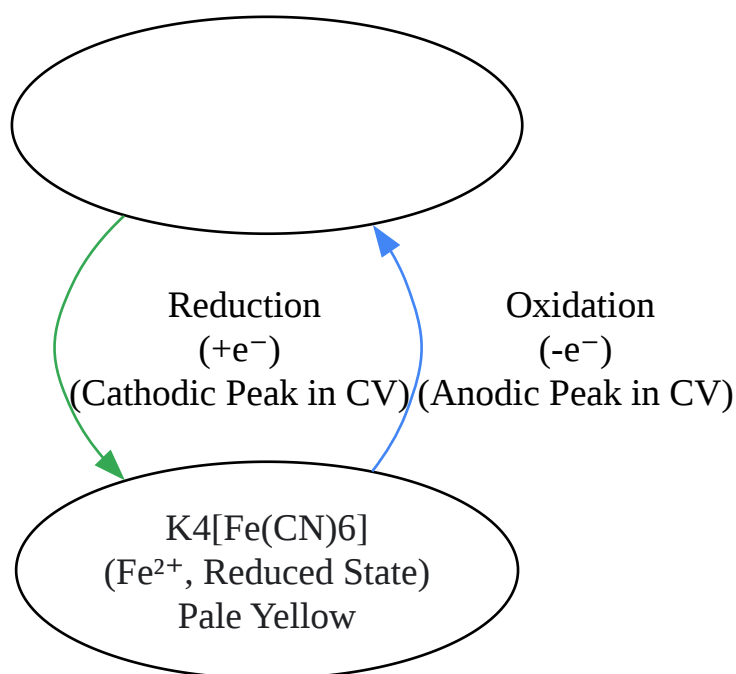 Reduction
(+e⁻)
(Cathodic Peak in CV)
Oxidation
(-e⁻)
(Anodic Peak in CV)
K4[Fe(CN)6]
(Fe²⁺, Reduced State)
Pale Yellow